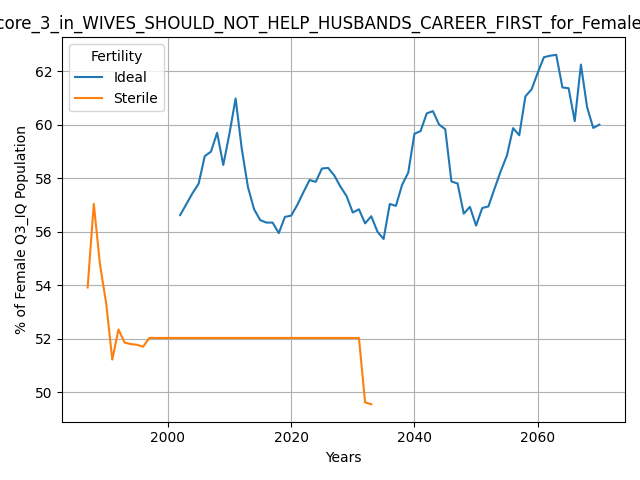 core_3_in_WIVES_SHOULD_NOT_HELP_HUSBANDS_CAREER_FIRST_for_Female
Fertility
Ideal
Sterile
% of Female Q3_IQ Population
62
60
58
56
54
52
50
2000
2020
2040
2060
Years